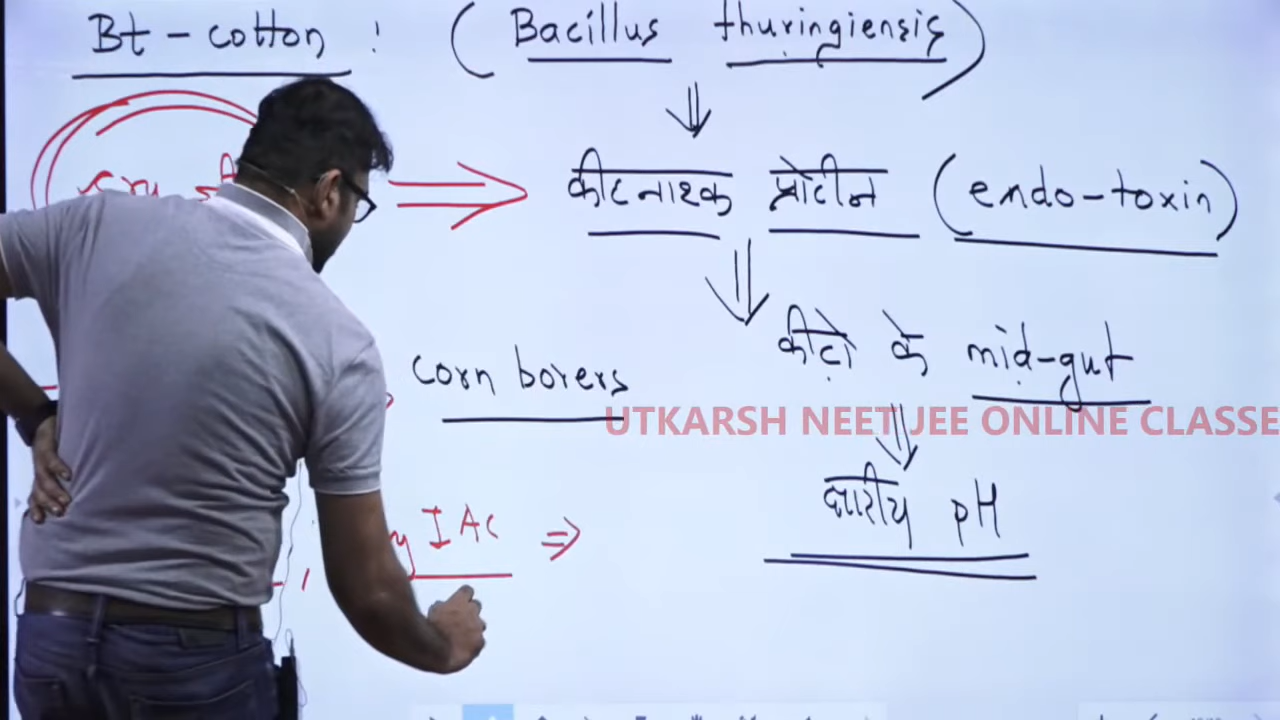 Bt - cotton : (Bacillus thuringiensis)
⇓
cry ⇒ कीटनाशक प्रोटीन (endo-toxin)
⇓
कीटो के mid-gut
corn borers
UTKARSH NEET JEE ONLINE CLASSE
⇓
क्षारीय pH
IAC ⇒